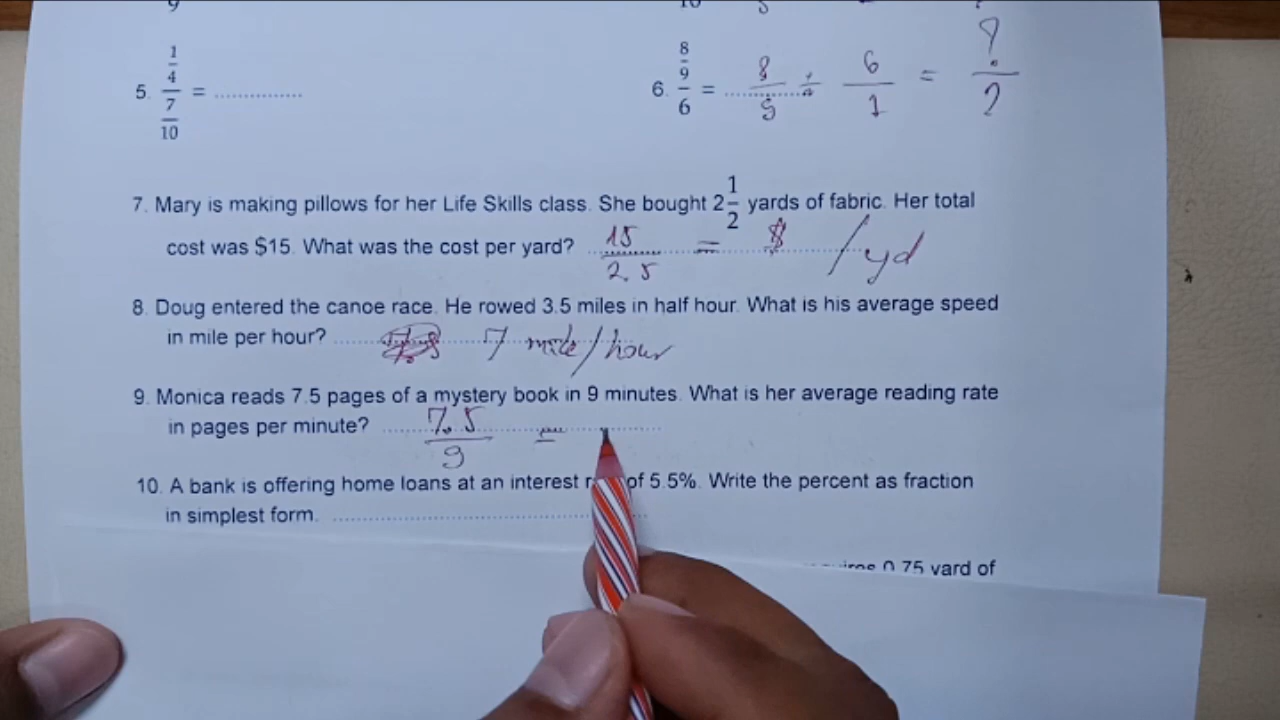 9 10 5
5. 1/4 / 7/10 = ............... 6. 8/9 / 6 = 8/9 ÷ 6/1 = ?/?
7. Mary is making pillows for her Life Skills class. She bought 2 1/2 yards of fabric. Her total
cost was $15. What was the cost per yard? 15/2.5 = $ /yd
8. Doug entered the canoe race. He rowed 3.5 miles in half hour. What is his average speed
in mile per hour? ............... 7 mile/hour
9. Monica reads 7.5 pages of a mystery book in 9 minutes. What is her average reading rate
in pages per minute? ............... 7.5/9 = ...............
10. A bank is offering home loans at an interest of 5.5%. Write the percent as fraction
in simplest form. ...............
0.75 yard of